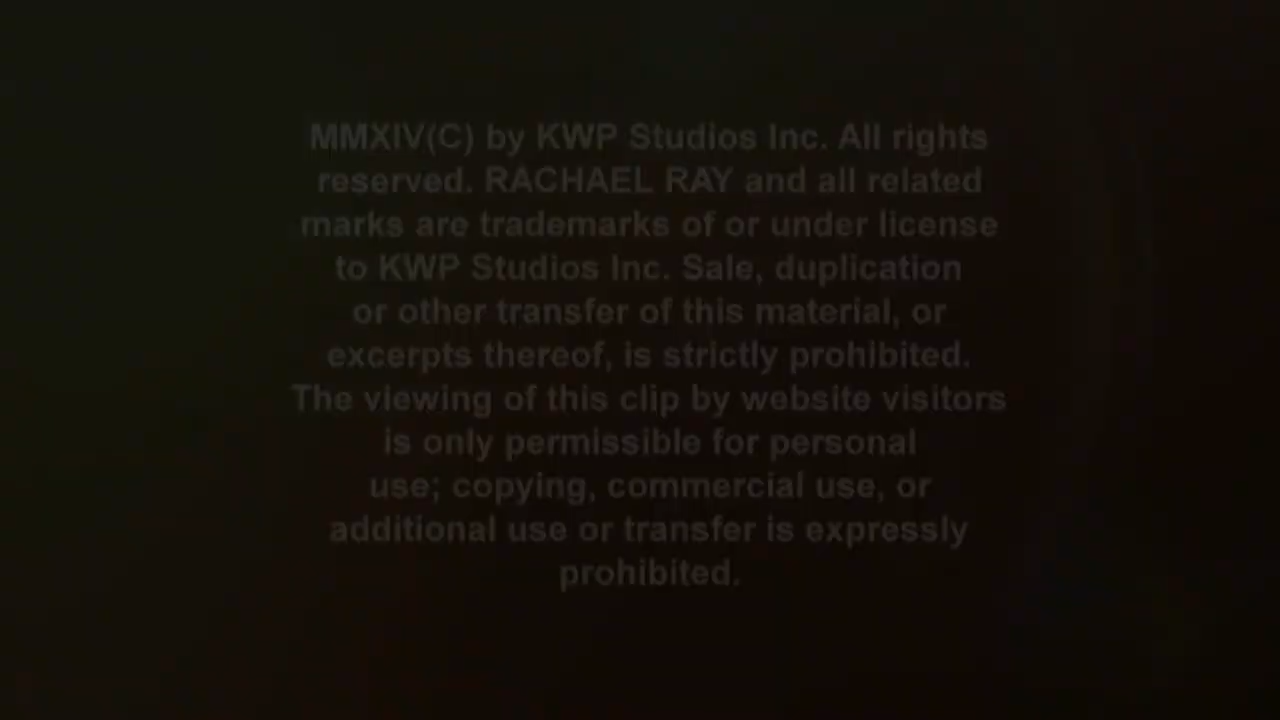 MMXIV(C) by KWP Studios Inc. All rights
reserved. RACHAEL RAY and all related
marks are trademarks of or under license
to KWP Studios Inc. Sale, duplication
or other transfer of this material, or
excerpts thereof, is strictly prohibited.
The viewing of this clip by website visitors
is only permissible for personal
use; copying, commercial use, or
additional use or transfer is expressly
prohibited.